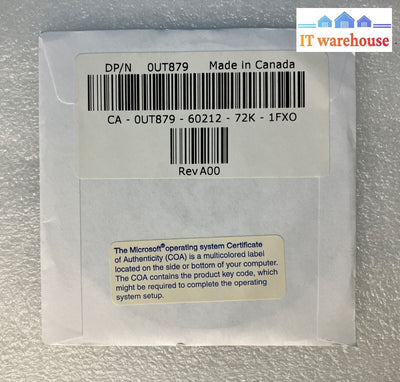 IT warehouse
DP/N 0UT879 Made in Canada
CA - 0UT879 - 60212 - 72K - 1FXO
Rev A00
The Microsoft® operating system Certificate
of Authenticity (COA) is a multicolored label
located on the side or bottom of your computer.
The COA contains the product key code, which
might be required to complete the operating
system setup.